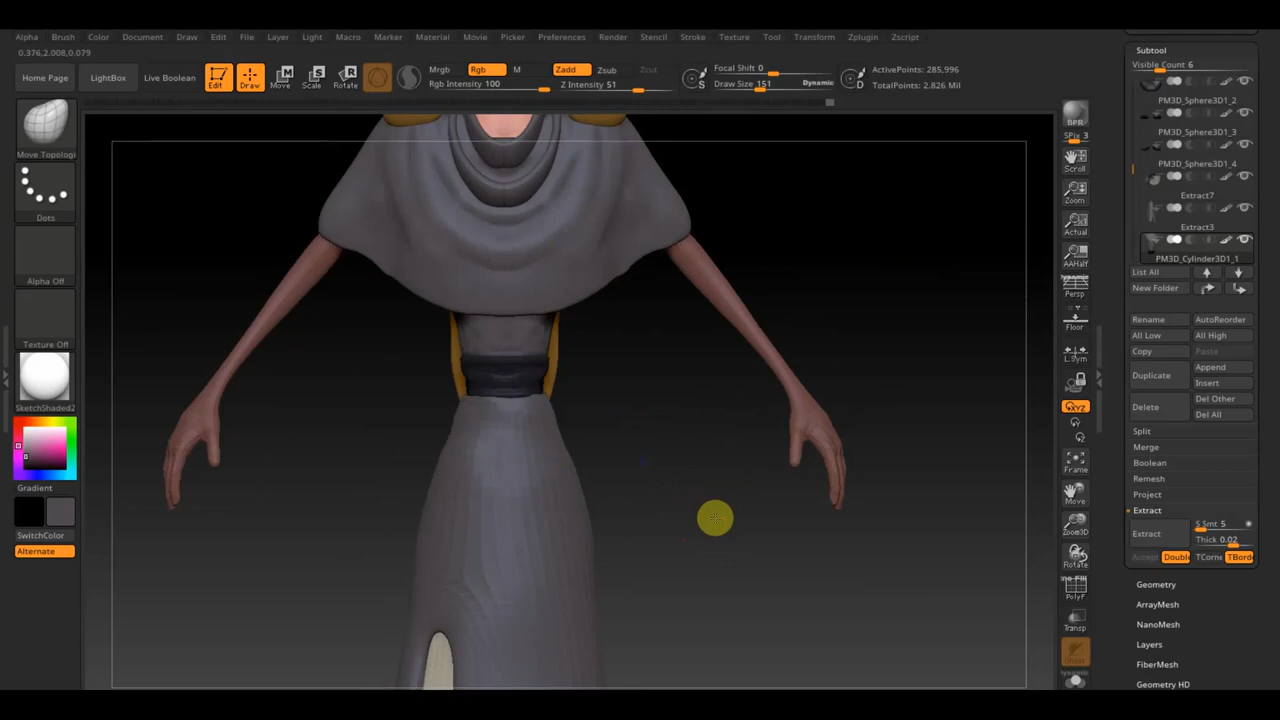 Alpha Brush Color Document Draw Edit File Layer Light Macro Marker Material Movie Picker Preferences Render Stencil Stroke Texture Tool Transform Zplugin Zscript
0.376,2.008,0.079
Home Page LightBox Live Boolean Edit Draw Move Scale Rotate
Mrgb Rgb M
Rgb Intensity 100
Zadd Zsub Zcut
Z Intensity 51
S
Focal Shift 0
Draw Size 151 Dynamic
D
ActivePoints: 285,996
TotalPoints: 2.826 Mil
Move Topologi
Dots
Alpha Off
Texture Off
SketchShaded2
Gradient
SwitchColor
Alternate
BPR
SPix 3
Scroll
Zoom
Actual
AAHalf
Dynamic
Persp
Floor
L.Sym
XYZ
Frame
Move
Zoom3D
Rotate
PolyF
Transp
Dynamic
Subtool
Visible Count 6
PM3D_Sphere3D1_2
PM3D_Sphere3D1_3
PM3D_Sphere3D1_4
Extract7
Extract3
PM3D_Cylinder3D1_1
List All
New Folder
Rename AutoReorder
All Low All High
Copy Paste
Duplicate Append
Insert
Delete Del Other
Del All
Split
Merge
Boolean
Remesh
Project
Extract
Extract S Smt 5
Thick 0.02
Accept Double TCorne TBord
Geometry
ArrayMesh
NanoMesh
Layers
FiberMesh
Geometry HD